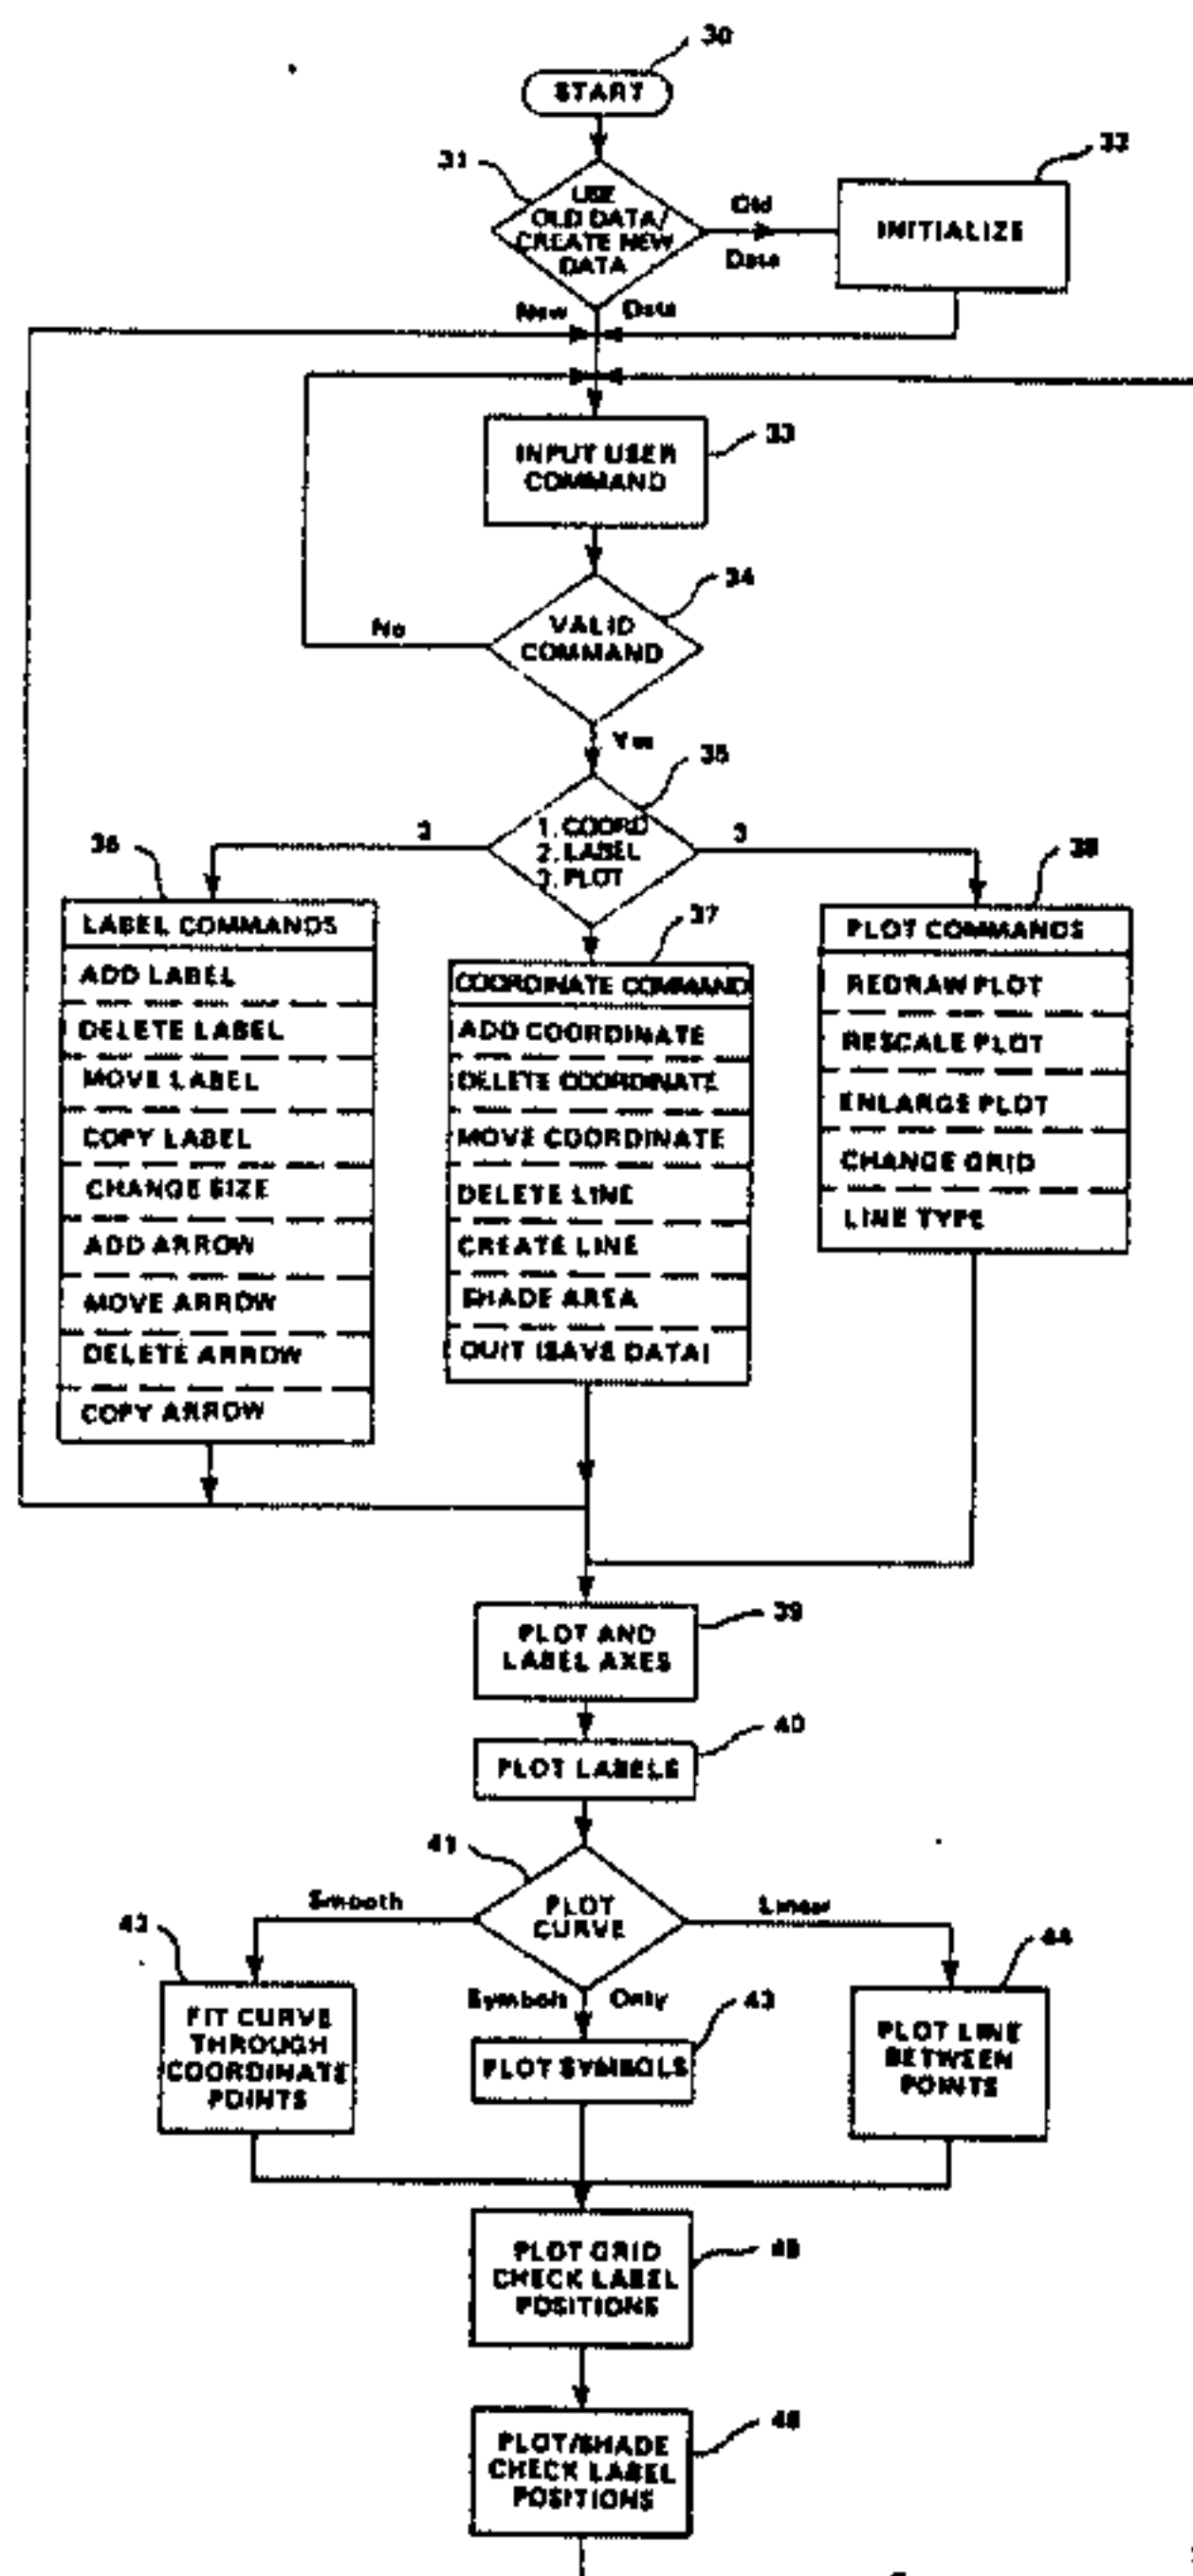 30
START
31
USE
OLD DATA/
CREATE NEW
DATA
Old
Data
32
INITIALIZE
New Data
INPUT USER
COMMAND
33
34
VALID
COMMAND
No
Yes
35
1. COORD
2. LABEL
3. PLOT
2
3
36
LABEL COMMANDS
ADD LABEL
DELETE LABEL
MOVE LABEL
COPY LABEL
CHANGE SIZE
ADD ARROW
MOVE ARROW
DELETE ARROW
COPY ARROW
37
COORDINATE COMMAND
ADD COORDINATE
DELETE COORDINATE
MOVE COORDINATE
DELETE LINE
CREATE LINE
SHADE AREA
QUIT (SAVE DATA)
38
PLOT COMMANDS
REDRAW PLOT
RESCALE PLOT
ENLARGE PLOT
CHANGE GRID
LINE TYPE
39
PLOT AND
LABEL AXES
40
PLOT LABELS
41
PLOT
CURVE
Smooth
Linear
Symbols Only
42
FIT CURVE
THROUGH
COORDINATE
POINTS
43
PLOT SYMBOLS
44
PLOT LINE
BETWEEN
POINTS
45
PLOT GRID
CHECK LABEL
POSITIONS
46
PLOT/SHADE
CHECK LABEL
POSITIONS